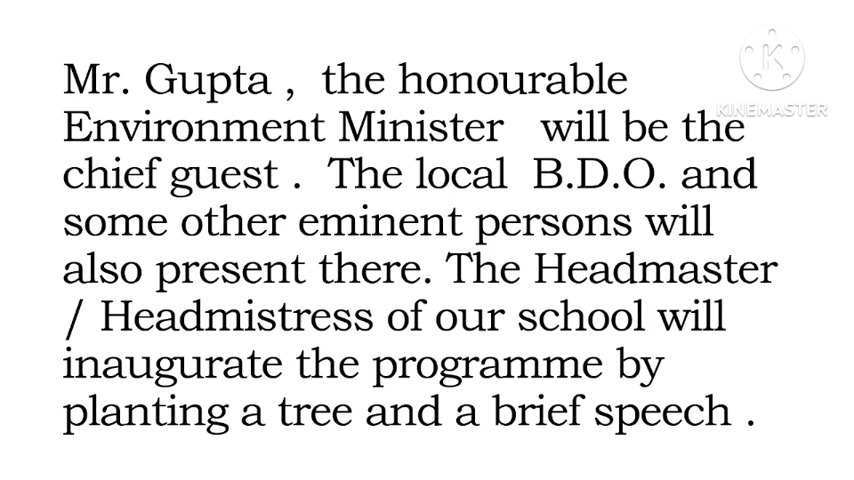 Mr. Gupta ,  the honourable
Environment Minister   will be the
chief guest .  The local  B.D.O. and
some other eminent persons will
also present there. The Headmaster
/ Headmistress of our school will
inaugurate the programme by
planting a tree and a brief speech .
K
KINEMASTER